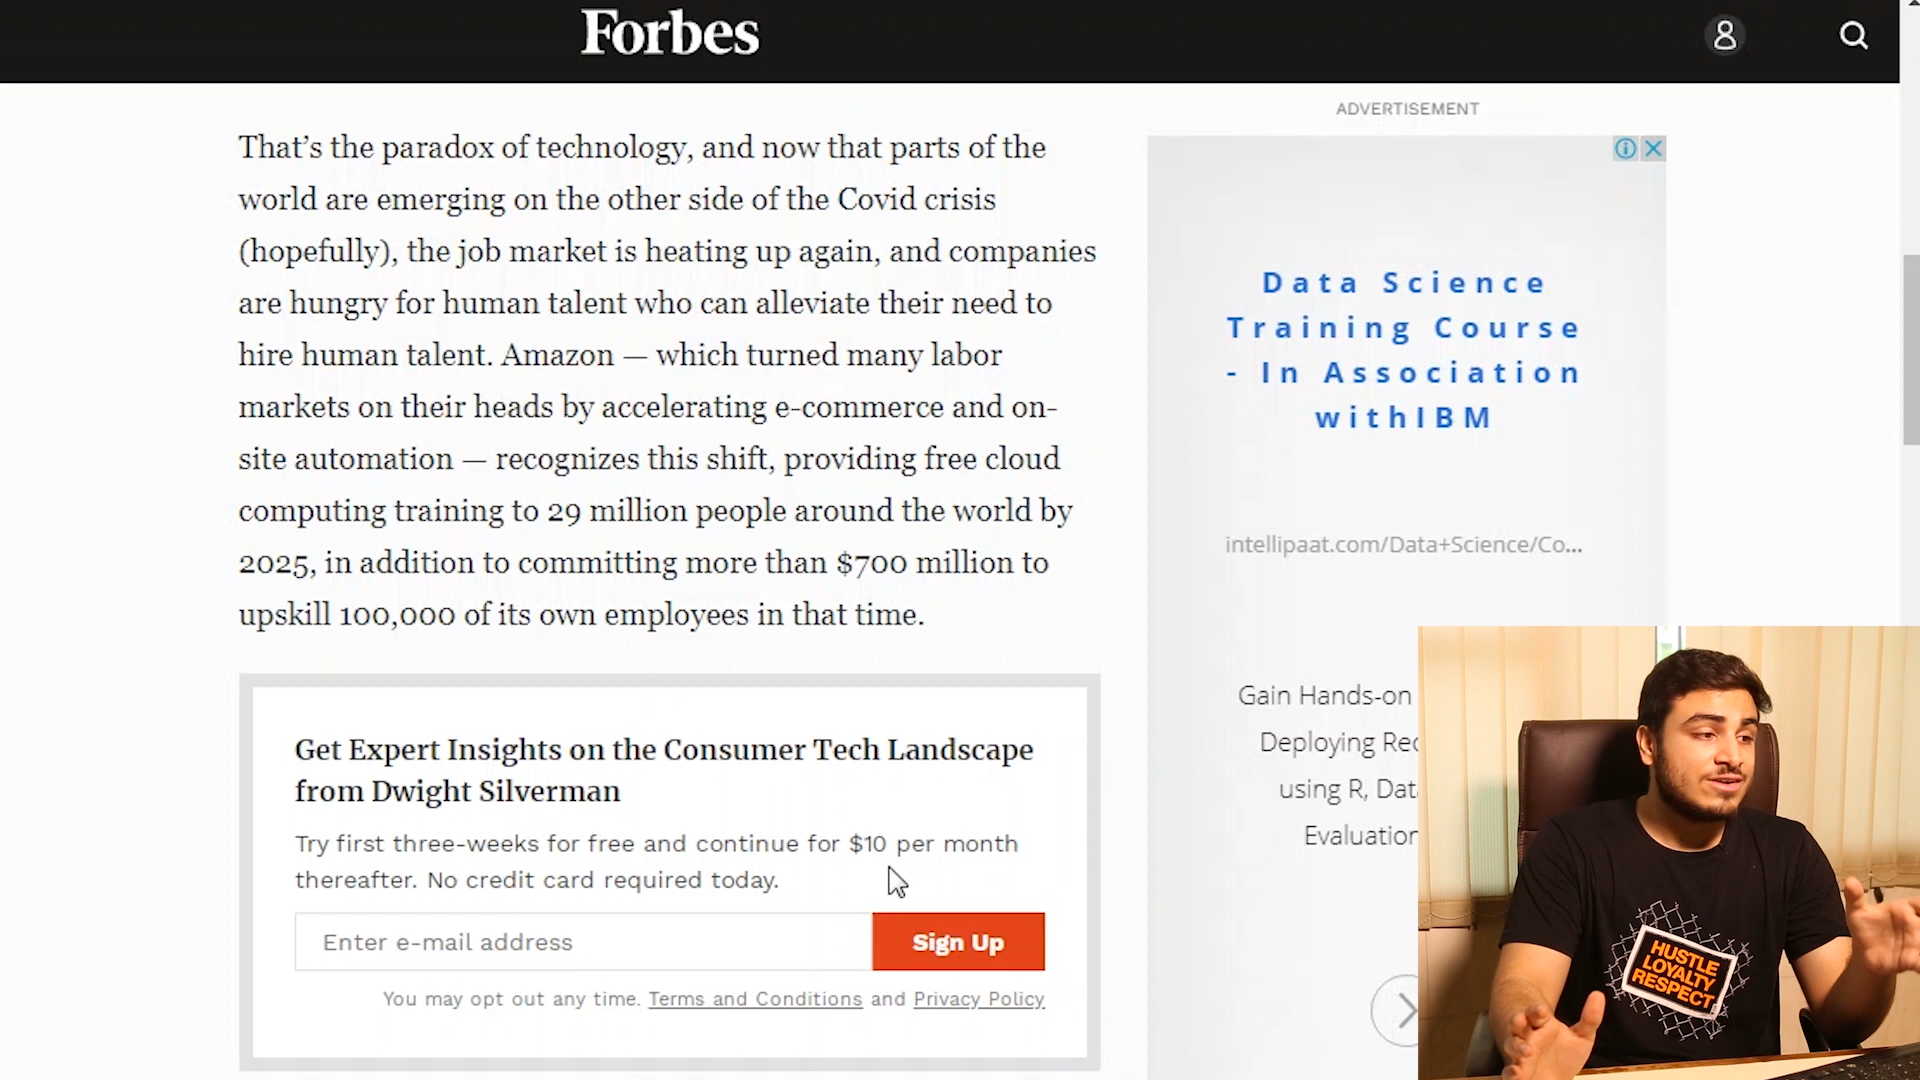 Forbes
ADVERTISEMENT
That's the paradox of technology, and now that parts of the
world are emerging on the other side of the Covid crisis
(hopefully), the job market is heating up again, and companies
are hungry for human talent who can alleviate their need to
hire human talent. Amazon — which turned many labor
markets on their heads by accelerating e-commerce and on-
site automation — recognizes this shift, providing free cloud
computing training to 29 million people around the world by
2025, in addition to committing more than $700 million to
upskill 100,000 of its own employees in that time.
Get Expert Insights on the Consumer Tech Landscape
from Dwight Silverman
Try first three-weeks for free and continue for $10 per month
thereafter. No credit card required today.
Enter e-mail address
Sign Up
You may opt out any time. Terms and Conditions and Privacy Policy
Data Science
Training Course
- In Association
withIBM
intellipaat.com/Data+Science/Co...
Gain Hands-on
Deploying Rec
using R, Dat
Evaluation
HUSTLE
LOYALTY
RESPECT